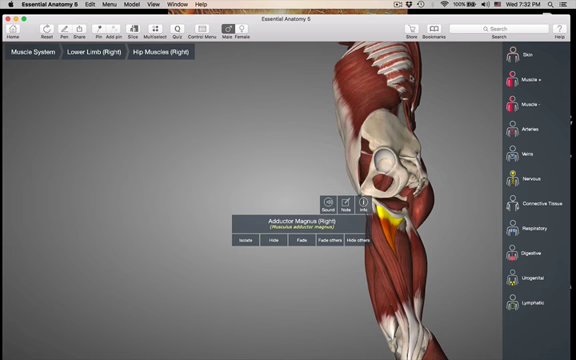 Essential Anatomy 5 File Edit Menu Model View Window Help 100% Wed 7:32 PM
Essential Anatomy 5
Home Reset Pen Share Pin Add pin Slice Multiselect Quiz Control Menu Male Female Store Bookmarks Search
Search
Help
Muscle System Lower Limb (Right) Hip Muscles (Right)
Skin
Muscle +
Muscle -
Arteries
Veins
Nervous
Connective Tissue
Respiratory
Digestive
Urogenital
Lymphatic
Sound Note Info
Adductor Magnus (Right)
(Musculus adductor magnus)
Isolate Hide Fade Fade others Hide others